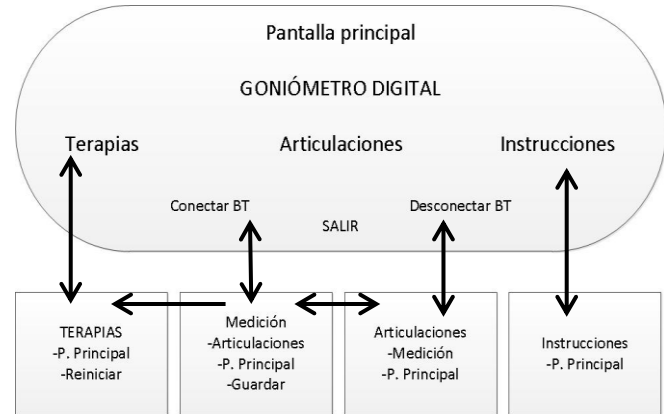 Pantalla principal
GONIÓMETRO DIGITAL
Terapias
Articulaciones
Instrucciones
Conectar BT
Desconectar BT
SALIR
TERAPIAS
-P. Principal
-Reiniciar
Medición
-Articulaciones
-P. Principal
-Guardar
Articulaciones
-Medición
-P. Principal
Instrucciones
-P. Principal